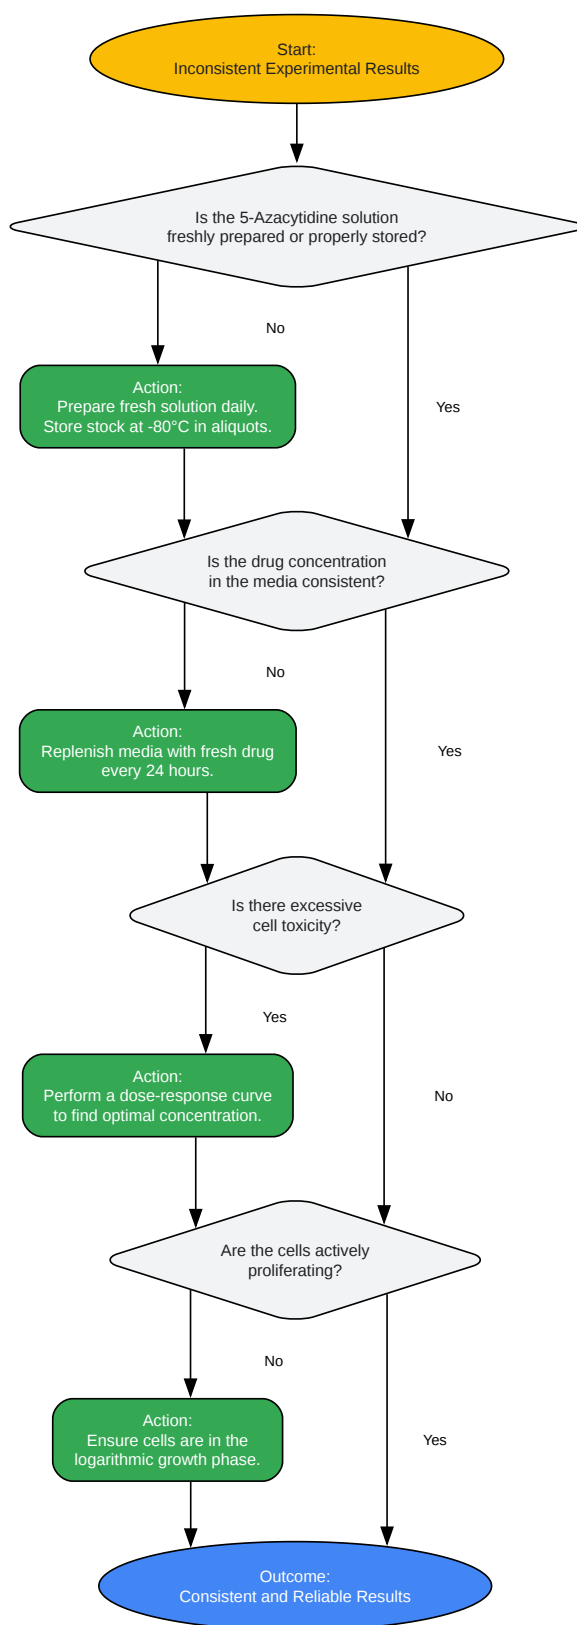 Start:
Inconsistent Experimental Results
Is the 5-Azacytidine solution
freshly prepared or properly stored?
No
Yes
Action:
Prepare fresh solution daily.
Store stock at -80°C in aliquots.
Is the drug concentration
in the media consistent?
No
Yes
Action:
Replenish media with fresh drug
every 24 hours.
Is there excessive
cell toxicity?
Yes
No
Action:
Perform a dose-response curve
to find optimal concentration.
Are the cells actively
proliferating?
No
Yes
Action:
Ensure cells are in the
logarithmic growth phase.
Outcome:
Consistent and Reliable Results